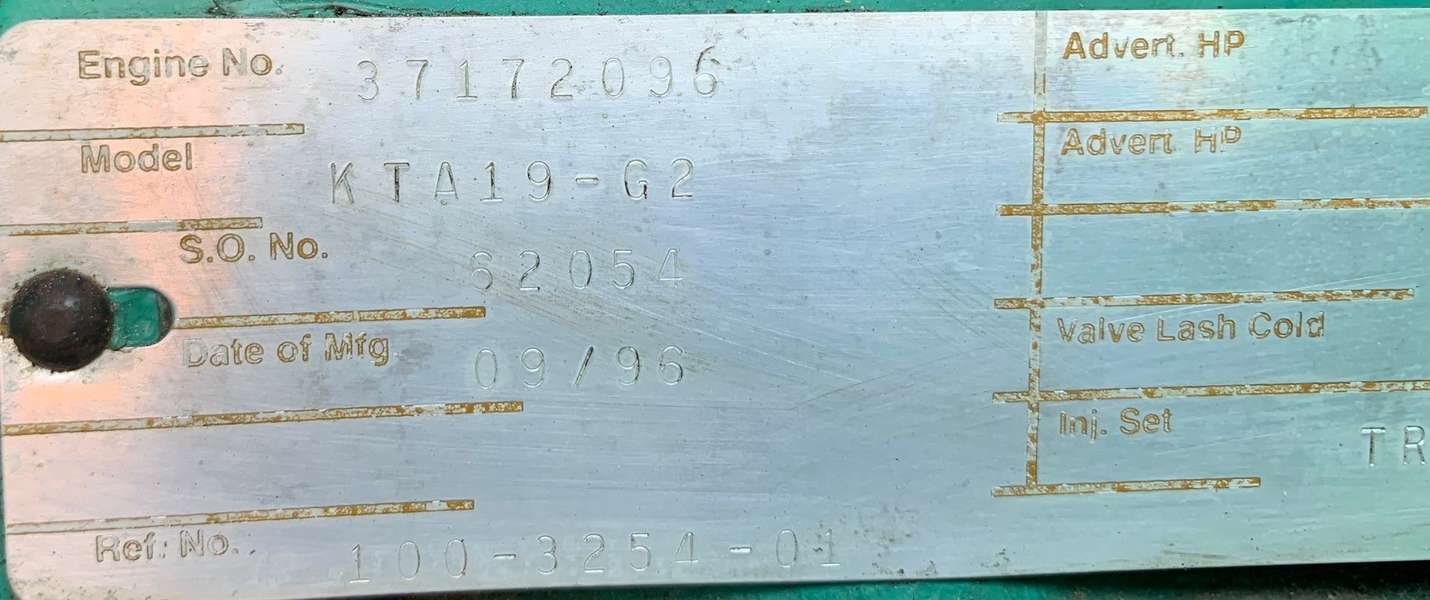 Engine No. 37172096
Model KTA19-G2
S.O. No. 62054
Date of Mfg 09/96
Ref. No. 100-3254-01
Advert. HP
Advert. HP
Valve Lash Cold
Inj. Set TR